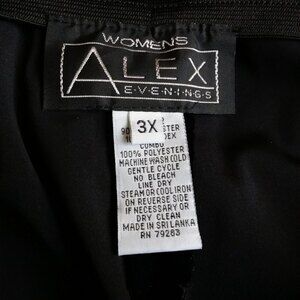 WOMENS
ALEX
E·V·E·N·I·N·G·S
3X
COMBO
100% POLYESTER
MACHINE WASH COLD
GENTLE CYCLE
NO BLEACH
LINE DRY
STEAM OR COOL IRON
ON REVERSE SIDE
IF NECESSARY OR
DRY CLEAN
MADE IN SRI LANKA
RN 79283